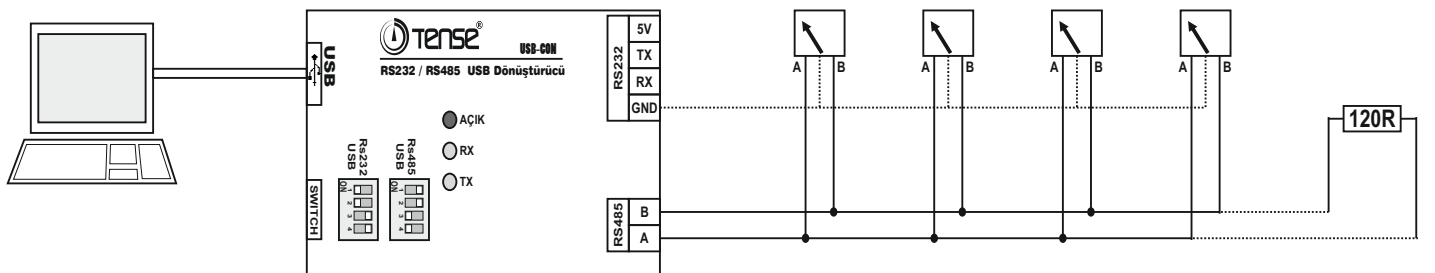 TENSE®
USB-CON
RS232 / RS485 USB Dönüştürücü
USB
AÇIK
RX
TX
Rs232
USB
Rs485
USB
ON
1
2
3
4
ON
1
2
3
4
SWITCH
RS232
5V
TX
RX
GND
RS485
B
A
A B
A B
A B
A B
120R